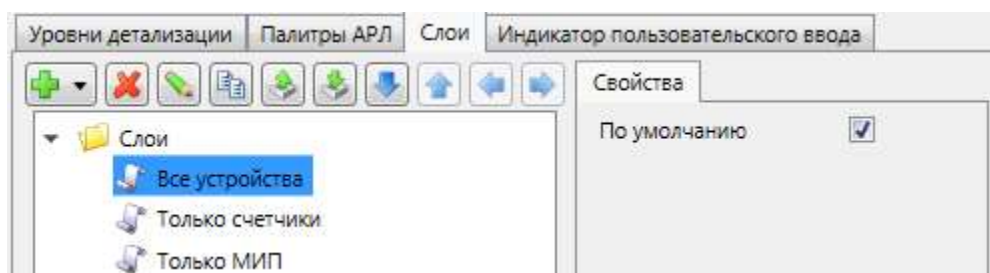 Уровни детализации Палитры АРЛ Слои Индикатор пользовательского ввода
Свойства
Слои
По умолчанию
Все устройства
Только счетчики
Только МИП